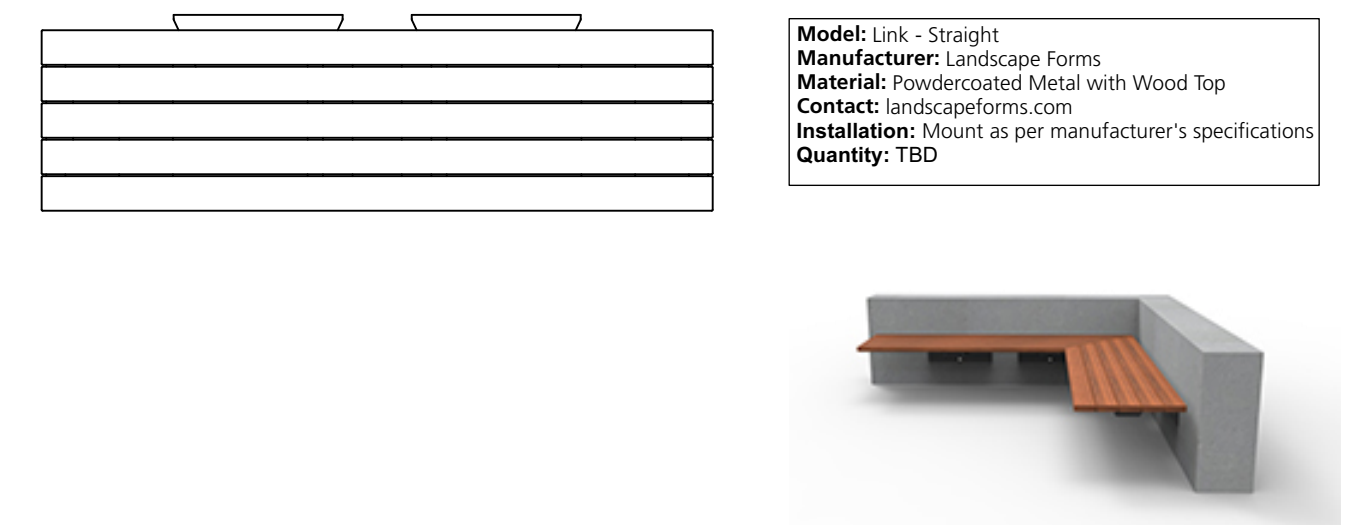 Model: Link - Straight
Manufacturer: Landscape Forms
Material: Powdercoated Metal with Wood Top
Contact: landscapeforms.com
Installation: Mount as per manufacturer's specifications
Quantity: TBD